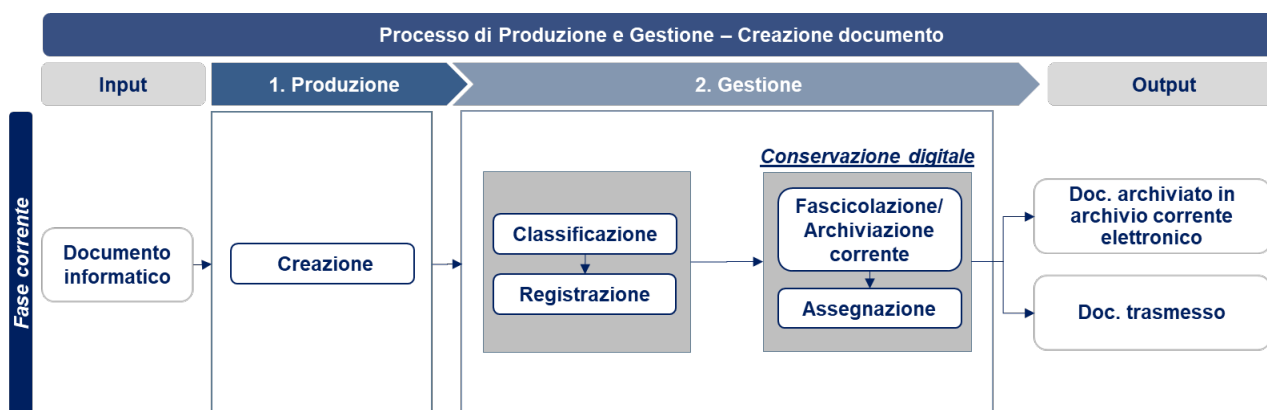 Processo di Produzione e Gestione – Creazione documento
Input
1. Produzione
2. Gestione
Output
Fase corrente
Documento
informatico
Creazione
Classificazione
Registrazione
Conservazione digitale
Fascicolazione/
Archiviazione
corrente
Assegnazione
Doc. archiviato in
archivio corrente
elettronico
Doc. trasmesso